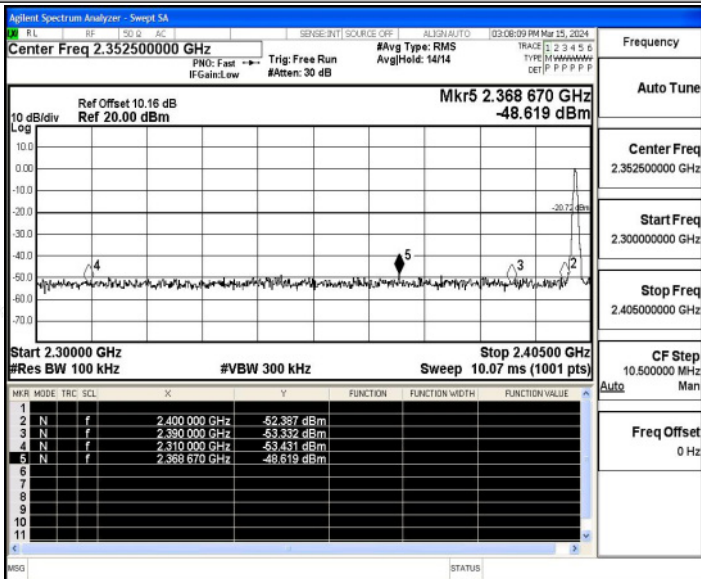 Agilent Spectrum Analyzer - Swept SA
RL RF 50 Ω AC SENSE:INT SOURCE OFF ALIGNAUTO 03:08:09 PM Mar 15, 2024
Center Freq 2.352500000 GHz #Avg Type: RMS TRACE 1 2 3 4 5 6
PNO: Fast Trig: Free Run Avg|Hold: 14/14 TYPE M WWWWW
IFGain:Low #Atten: 30 dB DET P P P P P P
Frequency
Auto Tune
Center Freq
2.352500000 GHz
Start Freq
2.300000000 GHz
Stop Freq
2.405000000 GHz
CF Step
10.500000 MHz
Auto Man
Freq Offset
0 Hz
Mkr5 2.368 670 GHz
-48.619 dBm
Ref Offset 10.16 dB
10 dB/div Ref 20.00 dBm
Log
10.0
0.00
-10.0
-20.0
-20.72 dBm
-30.0
-40.0
-50.0
-60.0
-70.0
4 5 3 2
Start 2.30000 GHz Stop 2.40500 GHz
#Res BW 100 kHz #VBW 300 kHz Sweep 10.07 ms (1001 pts)
MKR MODE TRC SCL X Y FUNCTION FUNCTION WIDTH FUNCTION VALUE
1
2 N f 2.400 000 GHz -52.387 dBm
3 N f 2.390 000 GHz -53.332 dBm
4 N f 2.310 000 GHz -53.431 dBm
5 N f 2.368 670 GHz -48.619 dBm
6
7
8
9
10
11
MSG STATUS